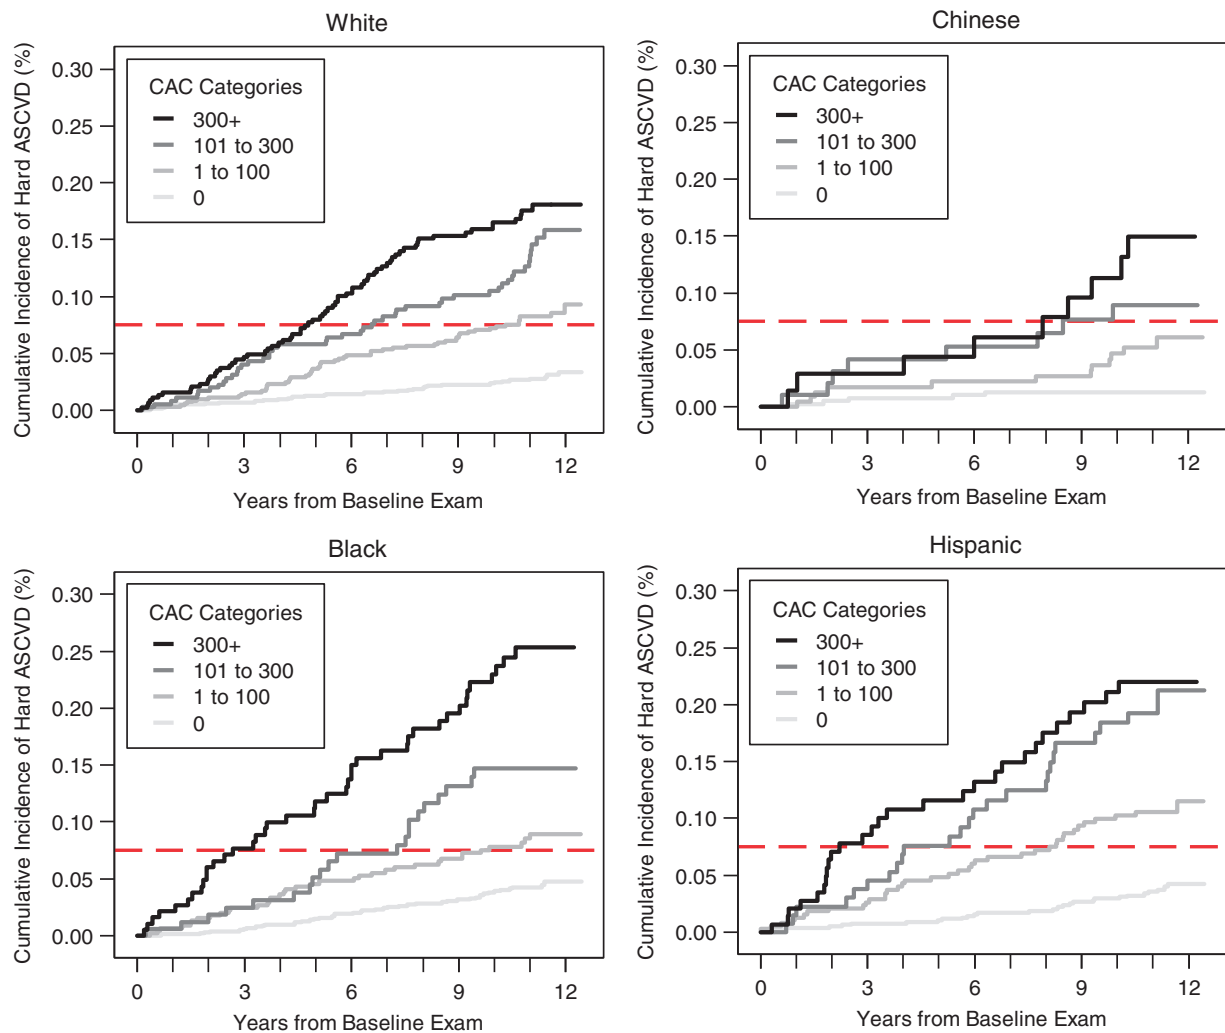 White
Cumulative Incidence of Hard ASCVD (%)
0.30
0.25
0.20
0.15
0.10
0.05
0.00
CAC Categories
300+
101 to 300
1 to 100
0
0 3 6 9 12
Years from Baseline Exam
Chinese
Cumulative Incidence of Hard ASCVD (%)
0.30
0.25
0.20
0.15
0.10
0.05
0.00
CAC Categories
300+
101 to 300
1 to 100
0
0 3 6 9 12
Years from Baseline Exam
Black
Cumulative Incidence of Hard ASCVD (%)
0.30
0.25
0.20
0.15
0.10
0.05
0.00
CAC Categories
300+
101 to 300
1 to 100
0
0 3 6 9 12
Years from Baseline Exam
Hispanic
Cumulative Incidence of Hard ASCVD (%)
0.30
0.25
0.20
0.15
0.10
0.05
0.00
CAC Categories
300+
101 to 300
1 to 100
0
0 3 6 9 12
Years from Baseline Exam